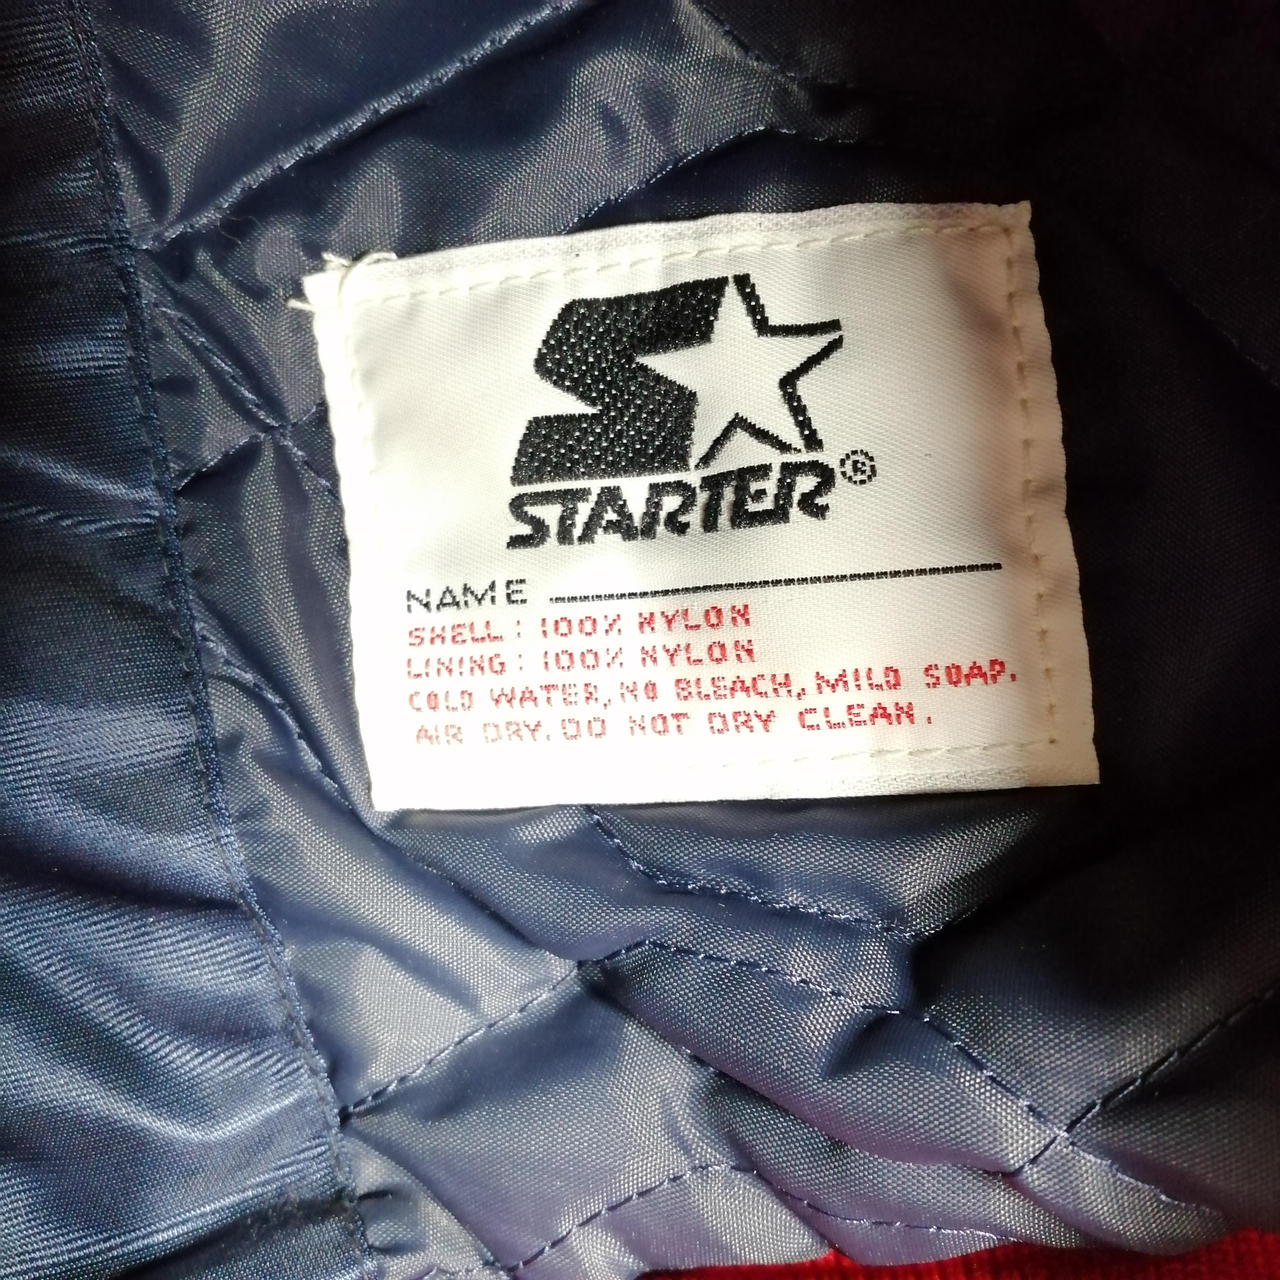 STARTER®
NAME
SHELL: 100% NYLON
LINING: 100% NYLON
COLD WATER, NO BLEACH, MILD SOAP.
AIR DRY. DO NOT DRY CLEAN.